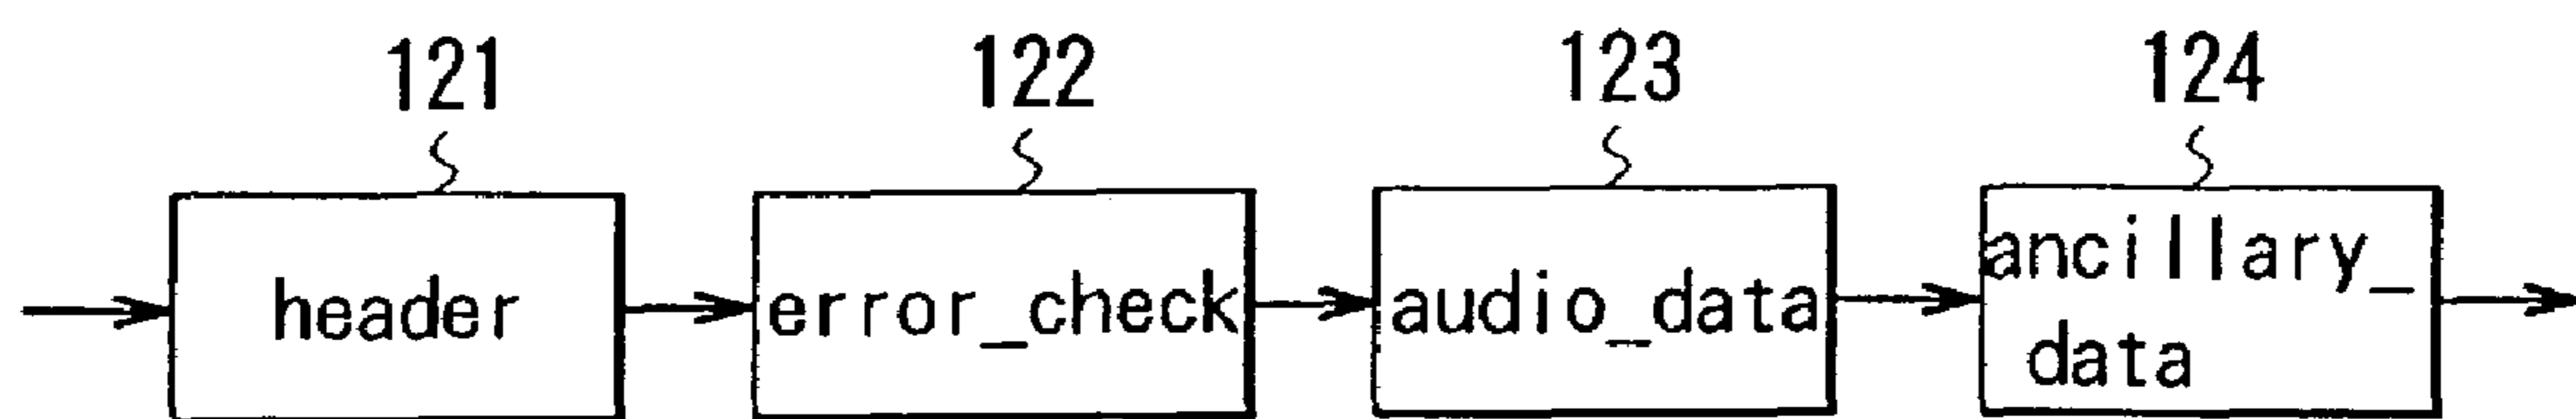 121 122 123 124
header error_check audio_data ancillary_
data